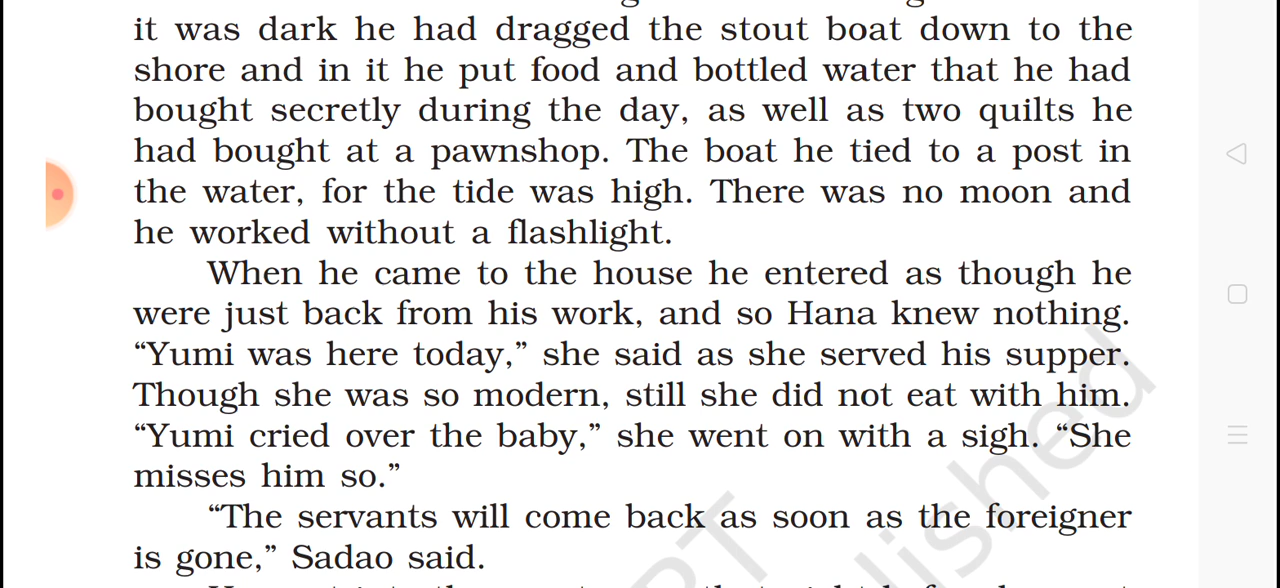 it was dark he had dragged the stout boat down to the
shore and in it he put food and bottled water that he had
bought secretly during the day, as well as two quilts he
had bought at a pawnshop. The boat he tied to a post in
the water, for the tide was high. There was no moon and
he worked without a flashlight.
When he came to the house he entered as though he
were just back from his work, and so Hana knew nothing.
“Yumi was here today,” she said as she served his supper.
Though she was so modern, still she did not eat with him.
“Yumi cried over the baby,” she went on with a sigh. “She
misses him so.”
“The servants will come back as soon as the foreigner
is gone,” Sadao said.